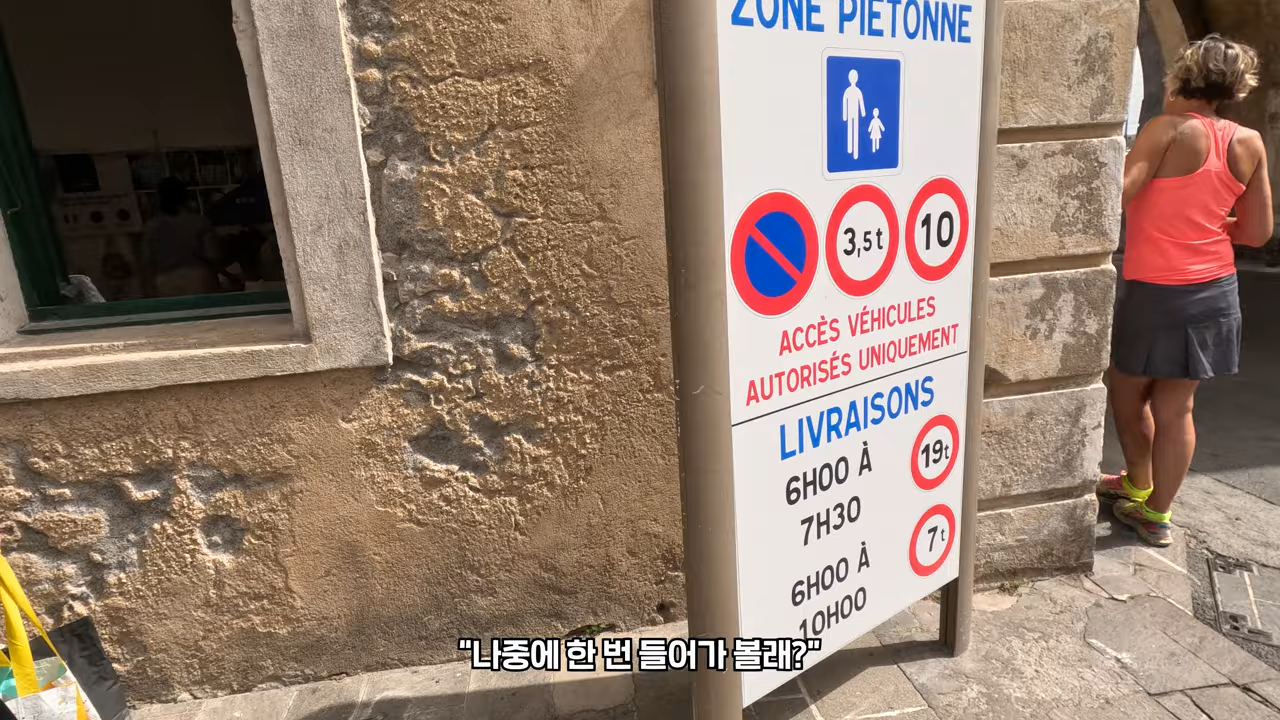 ZONE PIÉTONNE
3,5t
10
ACCÈS VÉHICULES
AUTORISÉS UNIQUEMENT
LIVRAISONS
6H00 À
7H30
19t
6H00 À
10H00
7t
"나중에 한 번 들어가 볼래?"